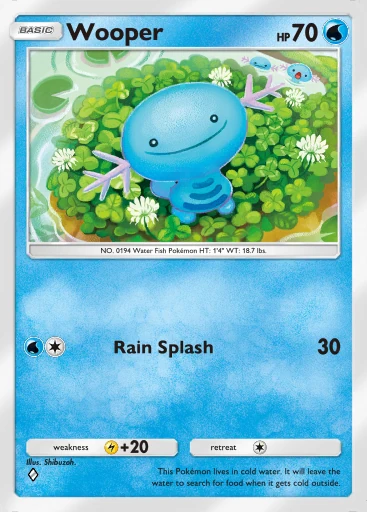 BASIC Wooper HP 70
NO. 0194 Water Fish Pokémon HT: 1'4" WT: 18.7 lbs.
Rain Splash 30
weakness +20 retreat
Illus. Shibuzoh.
This Pokémon lives in cold water. It will leave
the water to search for food when it gets cold outside.